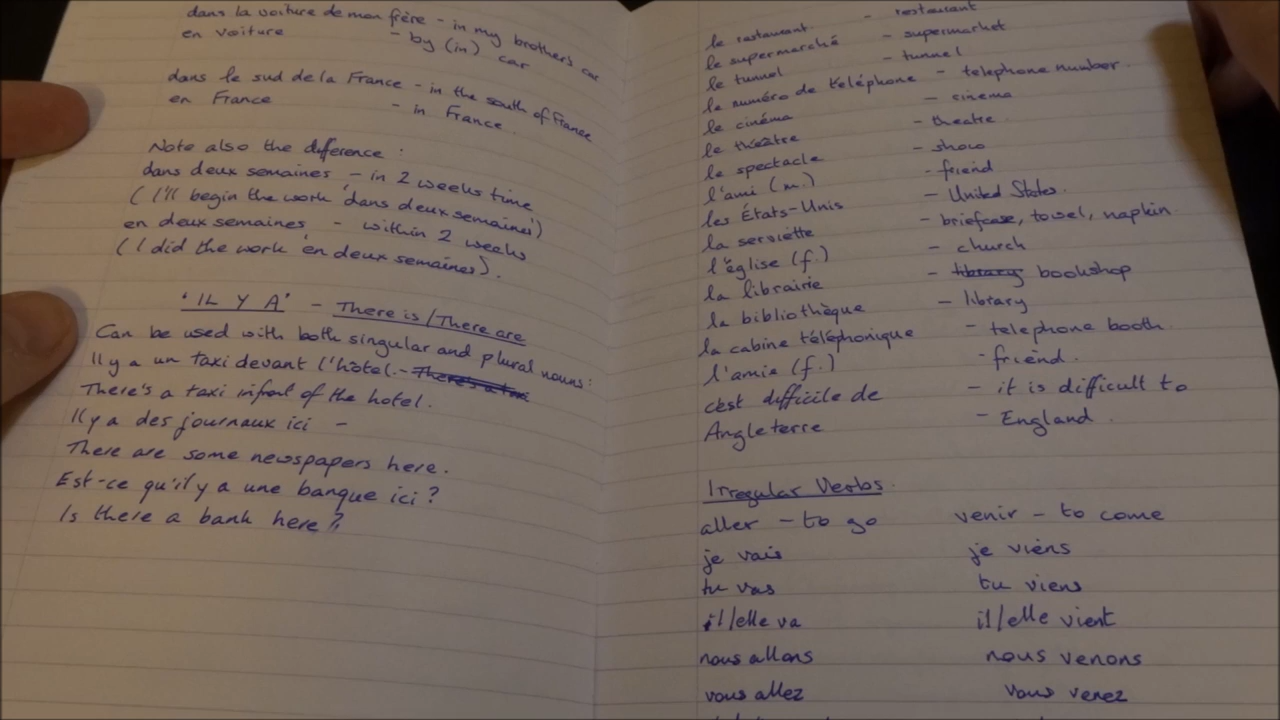 dans la voiture de mon frère - in my brother's car
en voiture - by (in) car
dans le sud de la France - in the south of France
en France - in France.
Note also the difference:
dans deux semaines - in 2 weeks time
(I'll begin the work 'dans deux semaines')
en deux semaines - within 2 weeks
(I did the work 'en deux semaines').
'IL Y A' - There is/There are
Can be used with both singular and plural nouns:
Il y a un taxi devant l'hôtel. - There's a taxi
There's a taxi infront of the hotel.
Il y a des journaux ici -
There are some newspapers here.
Est-ce qu'il y a une banque ici?
Is there a bank here?
le restaurant - restaurant
le supermarché - supermarket
le tunnel - tunnel
le numéro de téléphone - telephone number.
le cinéma - cinema
le théâtre - theatre
le spectacle - show
l'ami (m.) - friend
les États-Unis - United States.
la serviette - briefcase, towel, napkin
l'église (f.) - church
la librairie - library bookshop
la bibliothèque - library
la cabine téléphonique - telephone booth
l'amie (f.) - friend.
c'est difficile de - it is difficult to
Angleterre - England.
Irregular Verbs.
aller - to go venir - to come
je vais je viens
tu vas tu viens
il/elle va il/elle vient
nous allons nous venons
vous allez vous venez